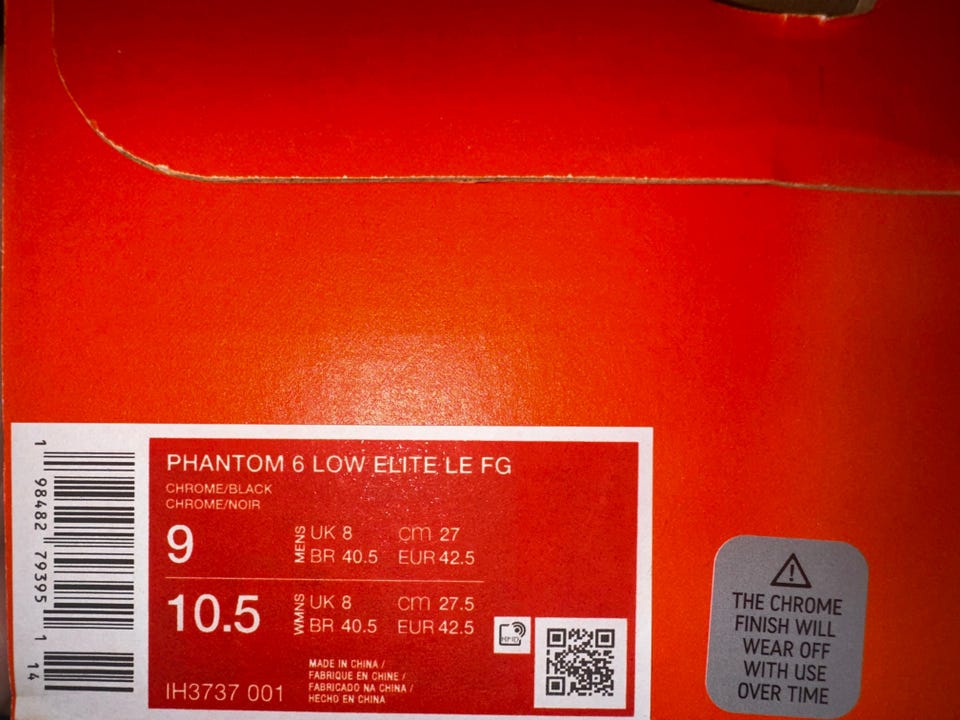 1 98482 79395 1 14
PHANTOM 6 LOW ELITE LE FG
CHROME/BLACK
CHROME/NOIR
9
MENS
UK 8 CM 27
BR 40.5 EUR 42.5
10.5
WMNS
UK 8 CM 27.5
BR 40.5 EUR 42.5
MADE IN CHINA /
FABRIQUE EN CHINE /
FABRICADO NA CHINA /
HECHO EN CHINA
IH3737 001
THE CHROME
FINISH WILL
WEAR OFF
WITH USE
OVER TIME